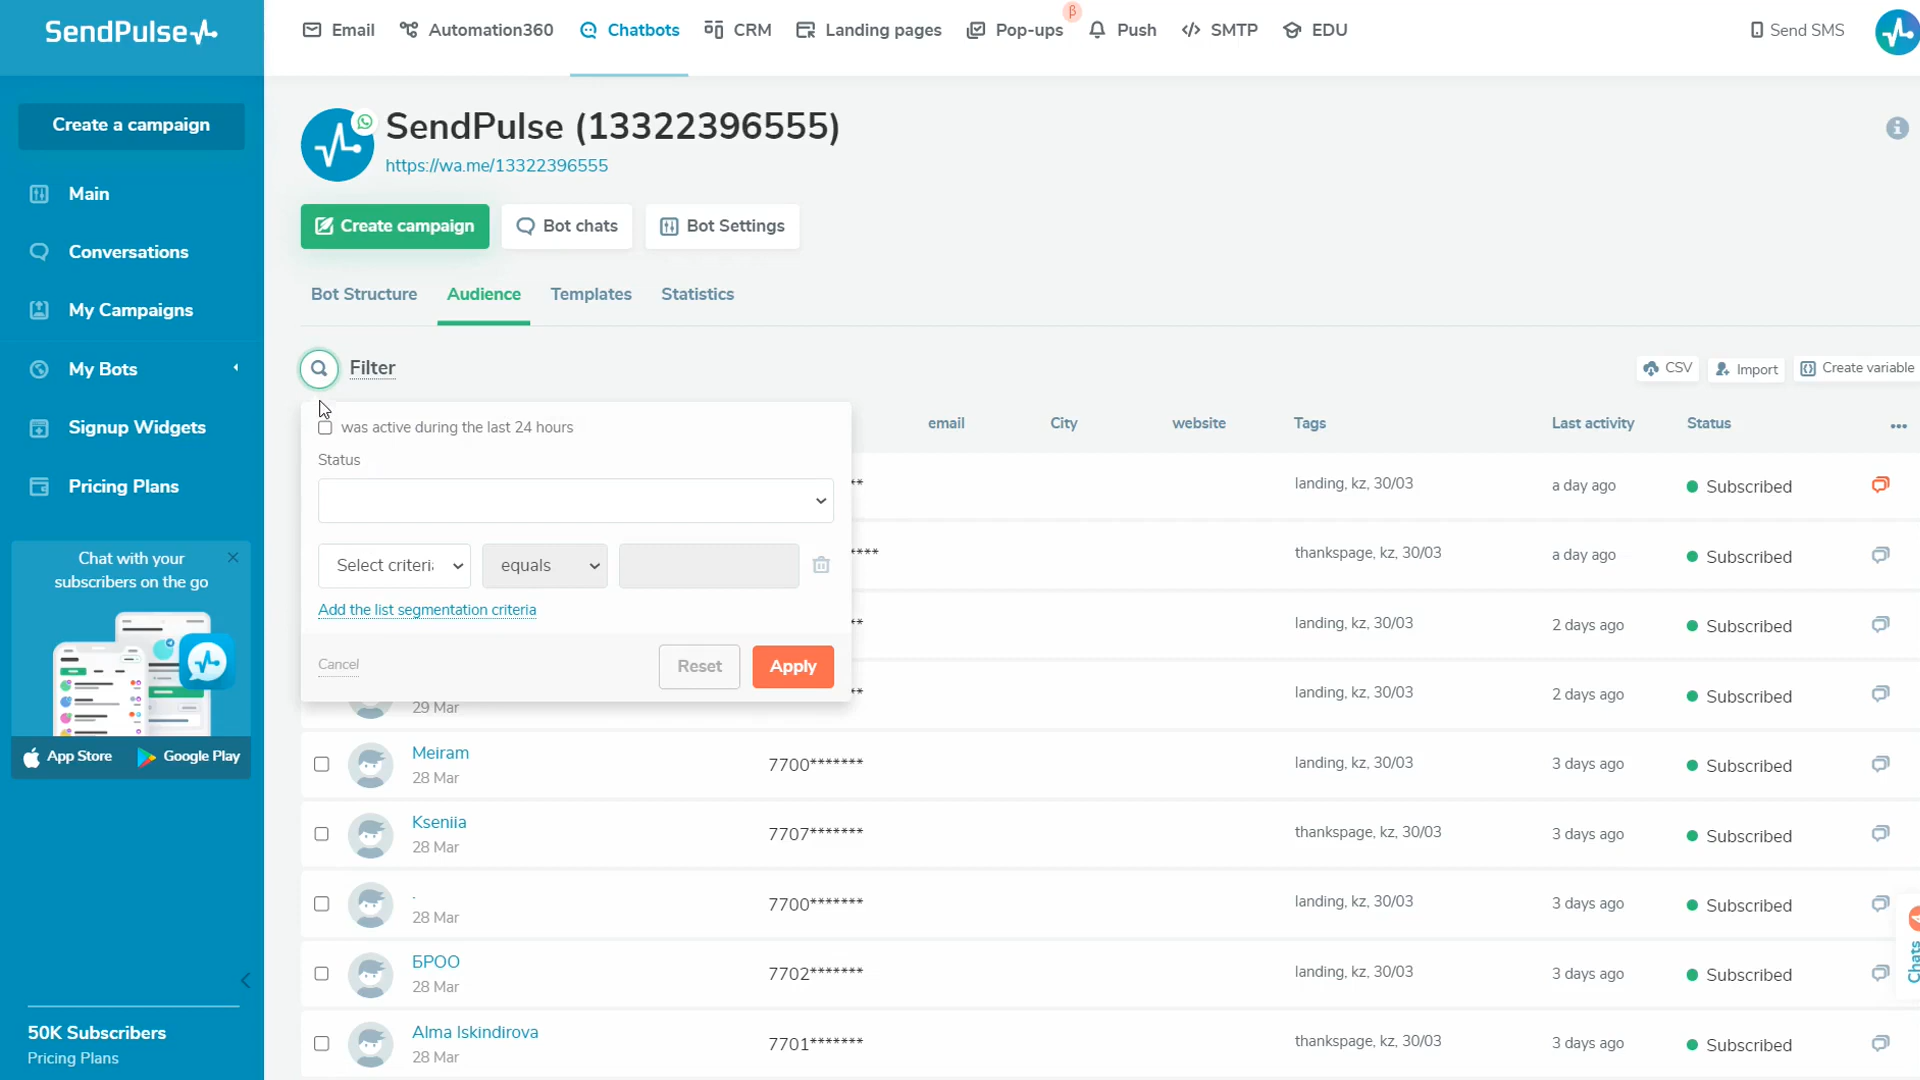 SendPulse
Email
Automation360
Chatbots
CRM
Landing pages
Pop-ups
β
Push
SMTP
EDU
Send SMS
Create a campaign
Main
Conversations
My Campaigns
My Bots
Signup Widgets
Pricing Plans
Chat with your
subscribers on the go
App Store
Google Play
50K Subscribers
Pricing Plans
SendPulse (13322396555)
https://wa.me/13322396555
Create campaign
Bot chats
Bot Settings
Bot Structure
Audience
Templates
Statistics
Filter
CSV
Import
Create variable
was active during the last 24 hours
Status
Select criteri
equals
Add the list segmentation criteria
Cancel
Reset
Apply
email City website Tags Last activity Status
** landing, kz, 30/03 a day ago Subscribed
**** thankspage, kz, 30/03 a day ago Subscribed
** landing, kz, 30/03 2 days ago Subscribed
** landing, kz, 30/03 2 days ago Subscribed
29 Mar
Meiram 7700******* landing, kz, 30/03 3 days ago Subscribed
28 Mar
Kseniia 7707******* thankspage, kz, 30/03 3 days ago Subscribed
28 Mar
. 7700******* landing, kz, 30/03 3 days ago Subscribed
28 Mar
БРОО 7702******* landing, kz, 30/03 3 days ago Subscribed
28 Mar
Alma Iskindirova 7701******* thankspage, kz, 30/03 3 days ago Subscribed
28 Mar
Chats